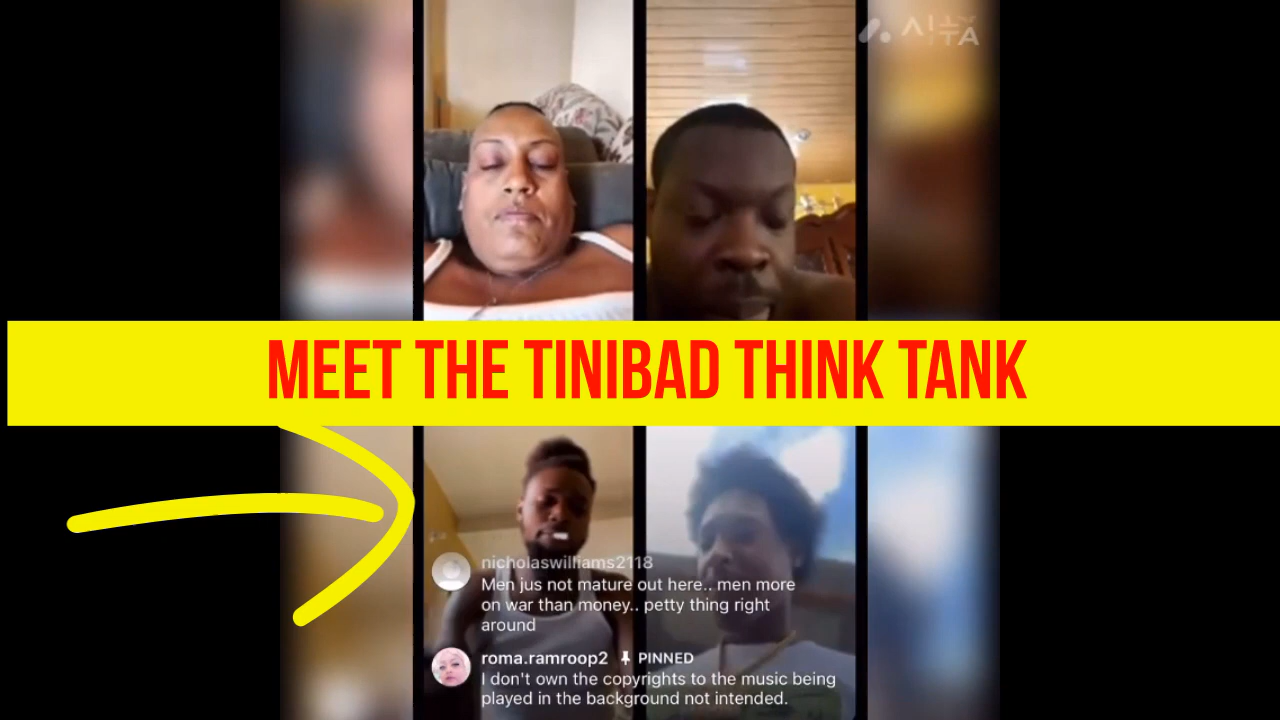 MEET THE TINIBAD THINK TANK
nicholaswilliams2118
Men jus not mature out here.. men more
on war than money.. petty thing right
around
roma.ramroop2 PINNED
I don't own the copyrights to the music being
played in the background not intended.